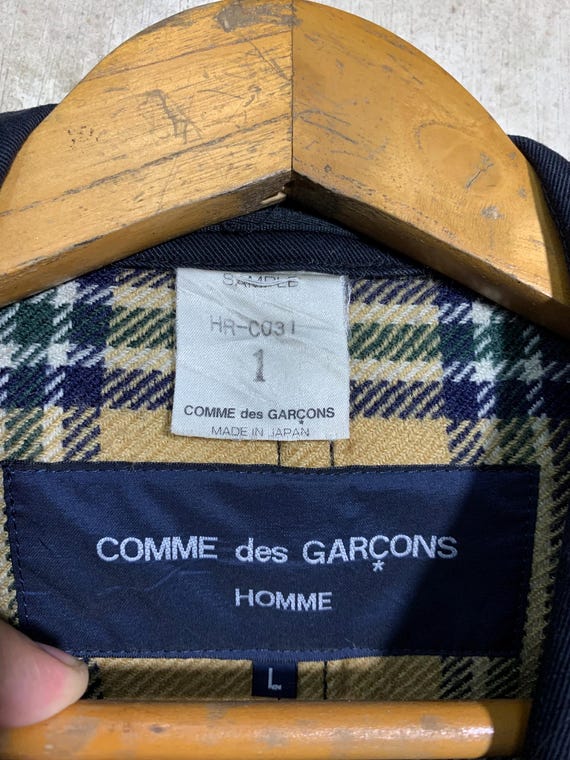 SAMPLE
HR-C031
1
COMME des GARÇONS
MADE IN JAPAN
COMME des GARÇONS
HOMME
L